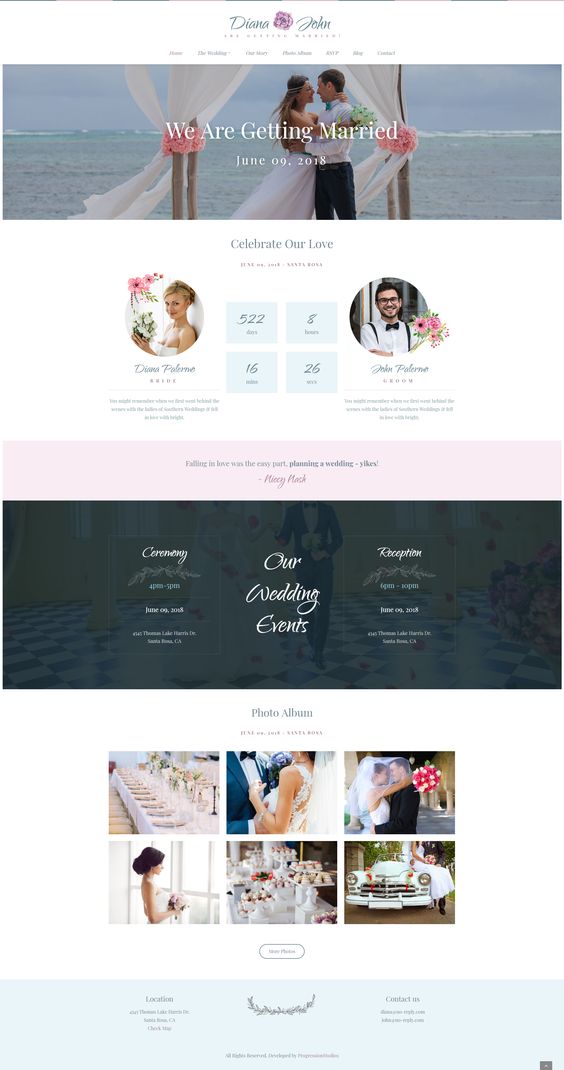 Diana John
ARE GETTING MARRIED!
Home The Wedding Our Story Photo Album RSVP Blog Contact
We Are Getting Married
June 09, 2018
Celebrate Our Love
JUNE 09, 2018 - SANTA ROSA
522
days
8
hours
16
mins
26
secs
Diana Palermo
BRIDE
You might remember when we first went behind the
scenes with the ladies of Southern Weddings & fell
in love with bright.
John Palermo
GROOM
You might remember when we first went behind the
scenes with the ladies of Southern Weddings & fell
in love with bright.
Falling in love was the easy part, planning a wedding - yikes!
- Niecy Nash
Ceremony
4pm-5pm
June 09, 2018
4545 Thomas Lake Harris Dr.
Santa Rosa, CA
Our
Wedding
Events
Reception
6pm - 10pm
June 09, 2018
4545 Thomas Lake Harris Dr.
Santa Rosa, CA
Photo Album
JUNE 09, 2018 - SANTA ROSA
More Photos
Location
4545 Thomas Lake Harris Dr.
Santa Rosa, CA
Check Map
Contact us
diana@no-reply.com
john@no-reply.com
All Rights Reserved. Developed by ProgressionStudios